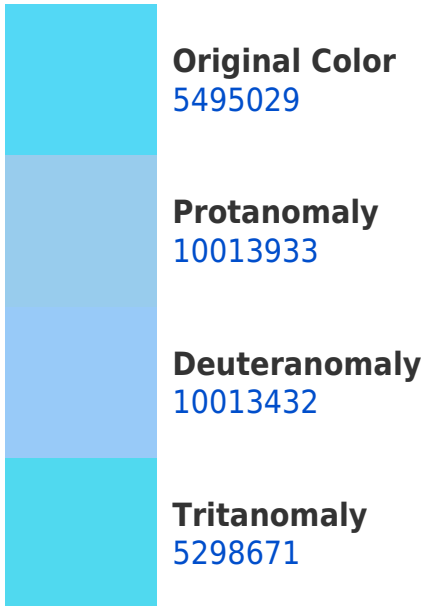 Original Color
5495029
Protanomaly
10013933
Deuteranomaly
10013432
Tritanomaly
5298671